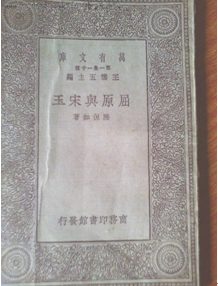 萬有文庫
第一集一千種
王雲五主編
屈原與宋玉
陸侃如著
商務印書館發行